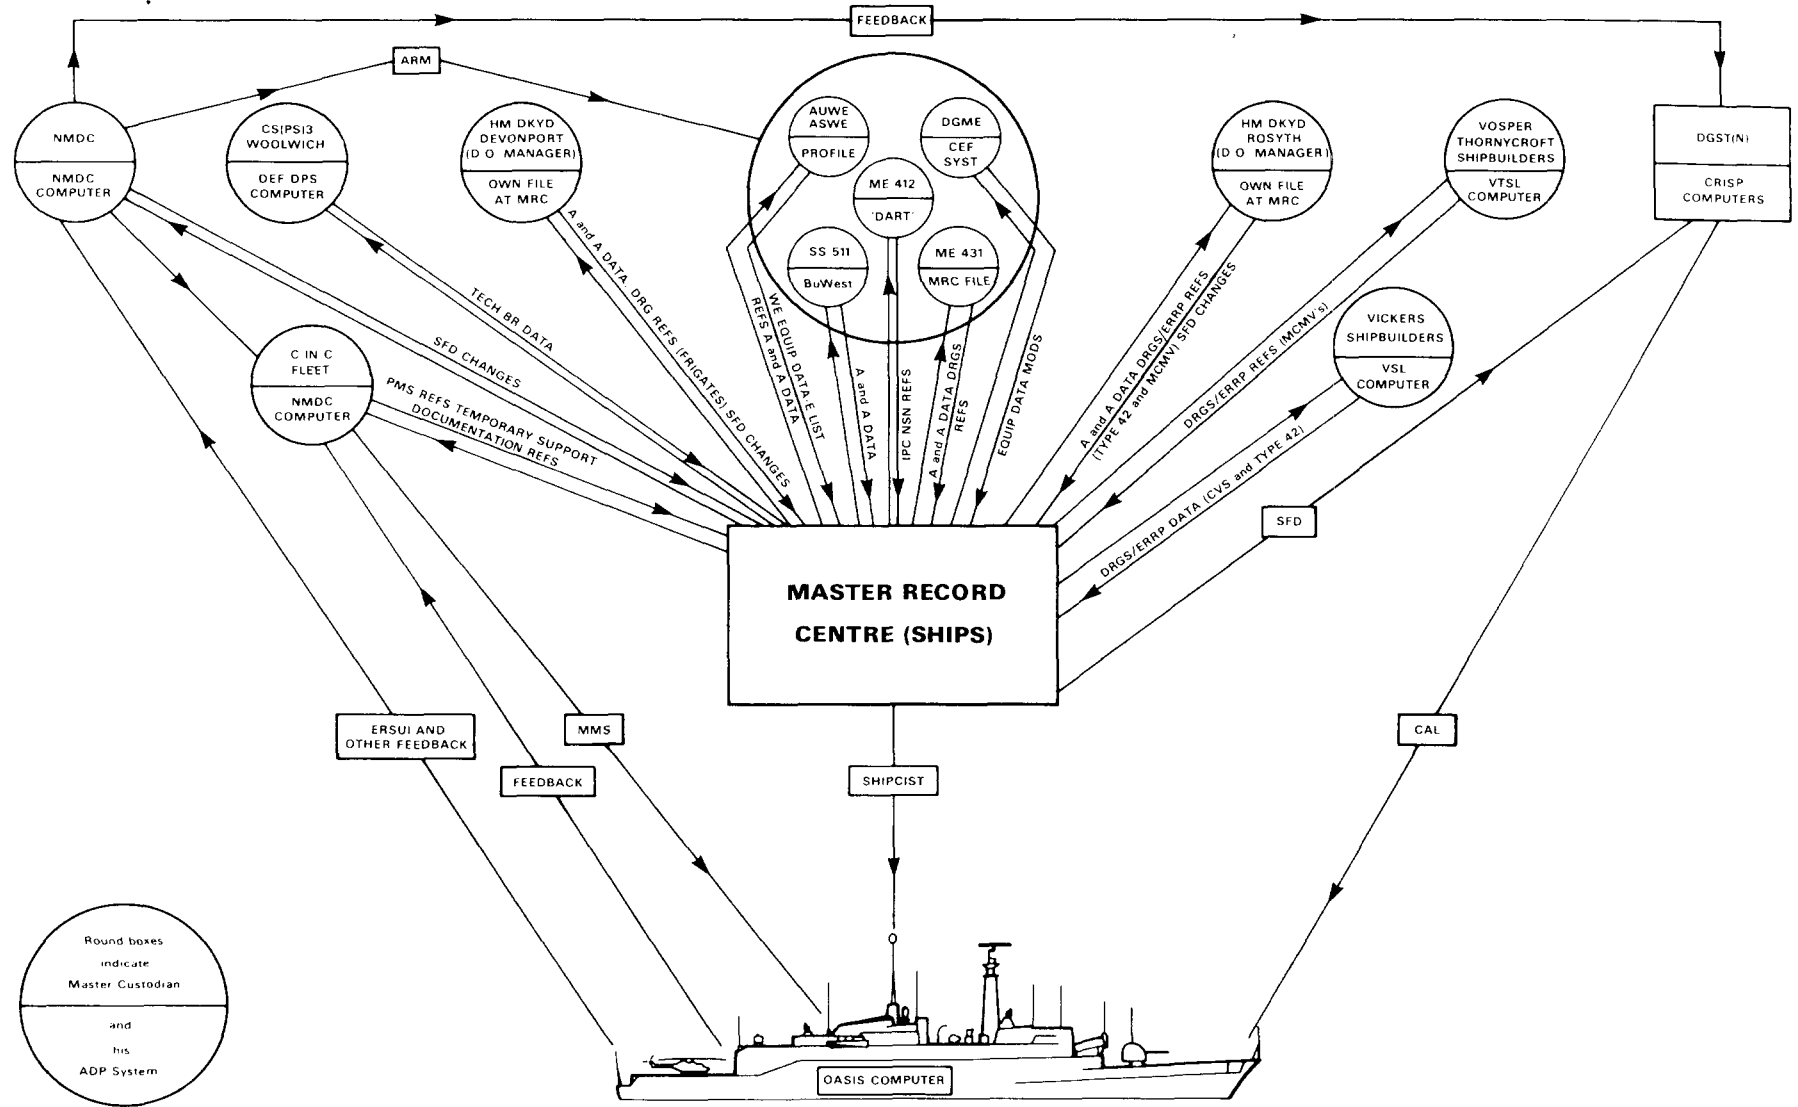 FEEDBACK
ARM
NMDC
NMDC
COMPUTER
CS(PS)3
WOOLWICH
DEF DPS
COMPUTER
HM DKYD
DEVONPORT
(D O MANAGER)
OWN FILE
AT MRC
AUWE
ASWE
PROFILE
DGME
CEF
SYST
ME 412
'DART'
SS 511
BuWest
ME 431
MRC FILE
HM DKYD
ROSYTH
(D O MANAGER)
OWN FILE
AT MRC
VOSPER
THORNYCROFT
SHIPBUILDERS
VTSL
COMPUTER
DGST(N)
CRISP
COMPUTERS
VICKERS
SHIPBUILDERS
VSL
COMPUTER
C IN C
FLEET
NMDC
COMPUTER
PMS REFS TEMPORARY SUPPORT
DOCUMENTATION REFS
SFD CHANGES
TECH BR DATA
A and A DATA, DRG REFS (FRIGATES) SFD CHANGES
WE EQUIP DATA-E LIST
REFS A and A DATA
A and A DATA
IPC NSN REFS
A and A DATA DRGS
REFS
EQUIP DATA MODS
A and A DATA DRGS/ERRP REFS
(TYPE 42 and MCMV) SFD CHANGES
DRGS/ERRP REFS (MCMV's)
DRGS/ERRP DATA (CVS and TYPE 42)
SFD
MASTER RECORD
CENTRE (SHIPS)
ERSUI AND
OTHER FEEDBACK
MMS
FEEDBACK
SHIPCIST
CAL
Round boxes
indicate
Master Custodian
and
his
ADP System
OASIS COMPUTER